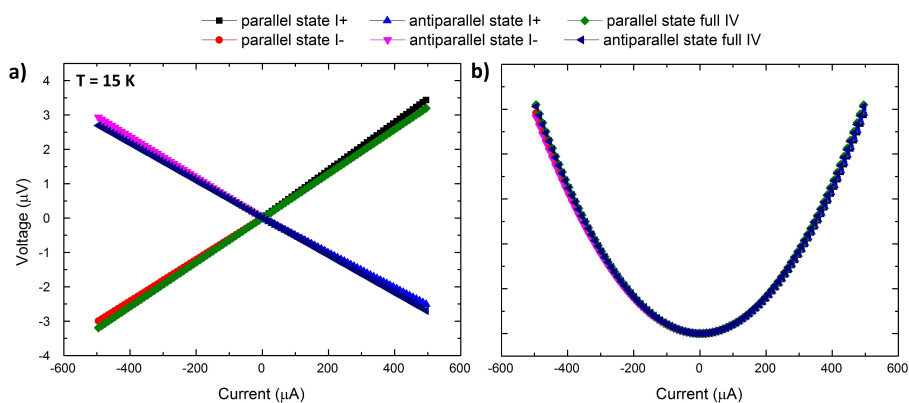 parallel state I+ antiparallel state I+ parallel state full IV
parallel state I- antiparallel state I- antiparallel state full IV
a) T = 15 K b)
4
3
2
1
0
-1
-2
-3
-4
Voltage (μV)
-600 -400 -200 0 200 400 600 -600 -400 -200 0 200 400 600
Current (μA) Current (μA)